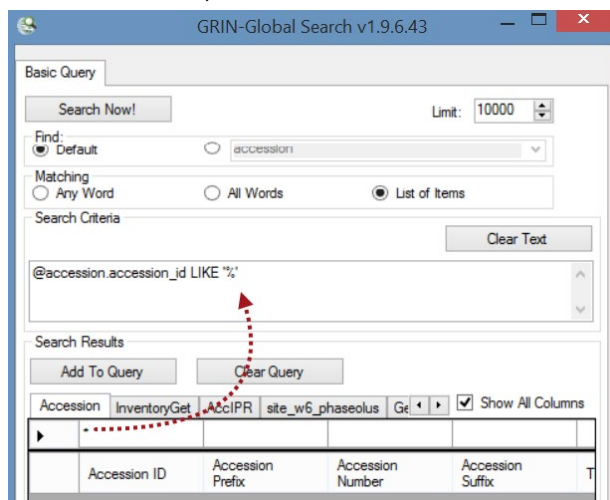 GRIN-Global Search v1.9.6.43
Basic Query
Search Now! Limit: 10000
Find:
Default accession
Matching
Any Word All Words List of Items
Search Criteria
Clear Text
@accession.accession_id LIKE '%'
Search Results
Add To Query Clear Query
Accession InventoryGet AccIPR site_w6_phaseolus Ge Show All Columns
*
Accession ID Accession Prefix Accession Number Accession Suffix T